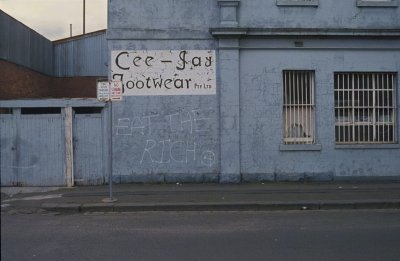 Cee-Jay
Footwear Pty Ltd.
EAT THE
RICH